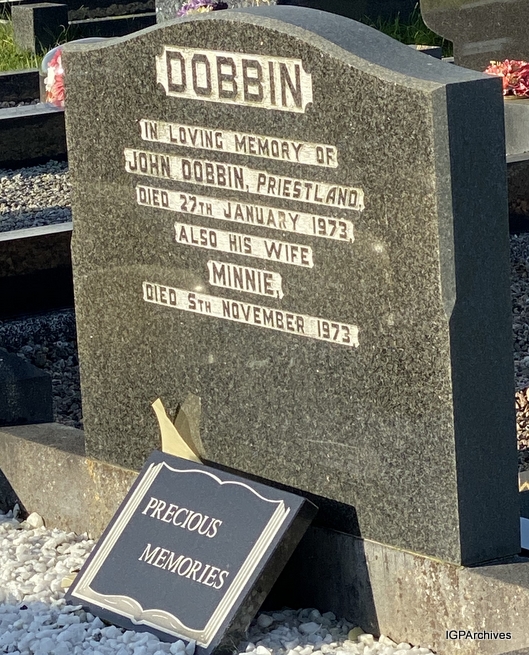 DOBBIN
IN LOVING MEMORY OF
JOHN DOBBIN, PRIESTLAND,
DIED 27TH JANUARY 1973,
ALSO HIS WIFE
MINNIE,
DIED 5TH NOVEMBER 1973,
PRECIOUS
MEMORIES
IGPArchives